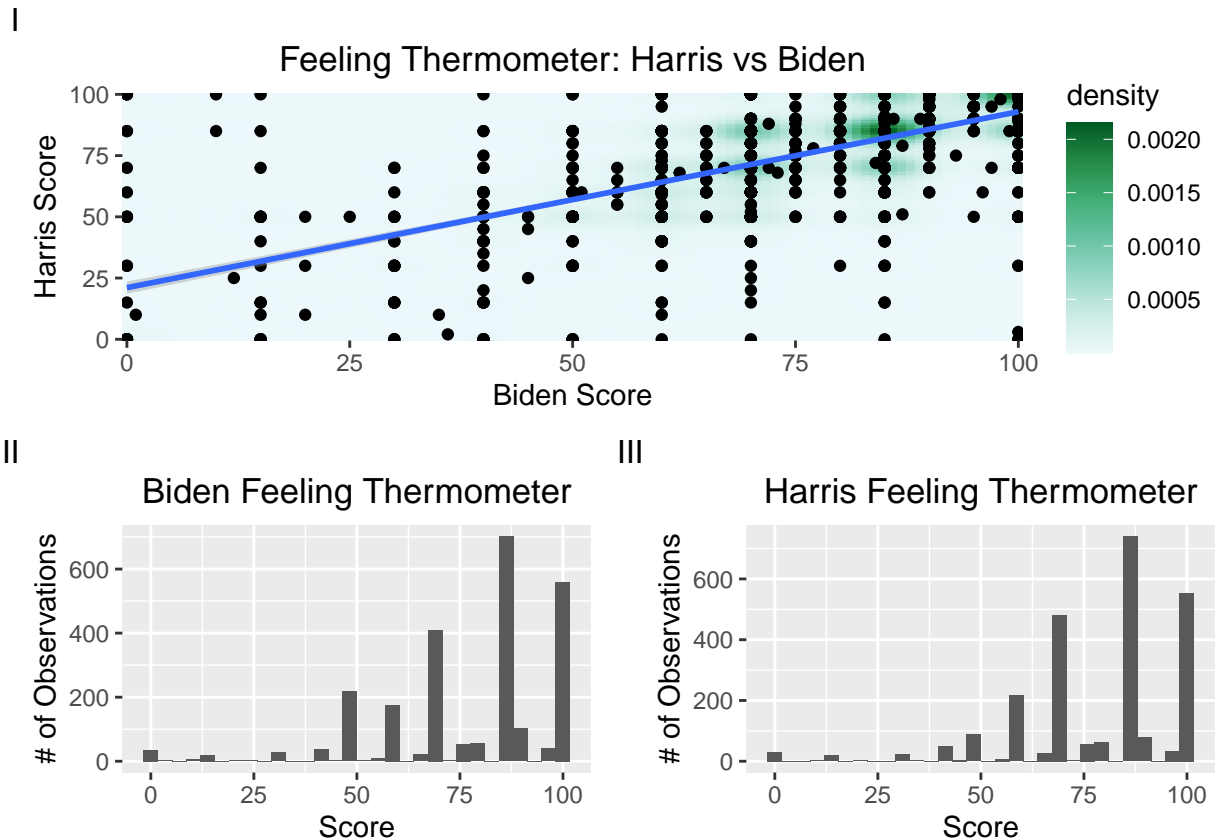 I
Feeling Thermometer: Harris vs Biden
Harris Score
100
75
50
25
0
0 25 50 75 100
Biden Score
density
0.0020
0.0015
0.0010
0.0005
II
Biden Feeling Thermometer
# of Observations
600
400
200
0
0 25 50 75 100
Score
III
Harris Feeling Thermometer
# of Observations
600
400
200
0
0 25 50 75 100
Score